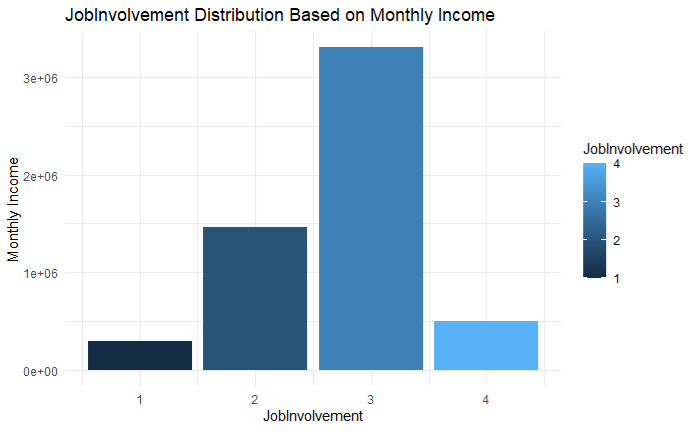 JobInvolvement Distribution Based on Monthly Income
Monthly Income
3e+06
2e+06
1e+06
0e+00
1 2 3 4
JobInvolvement
JobInvolvement
4
3
2
1